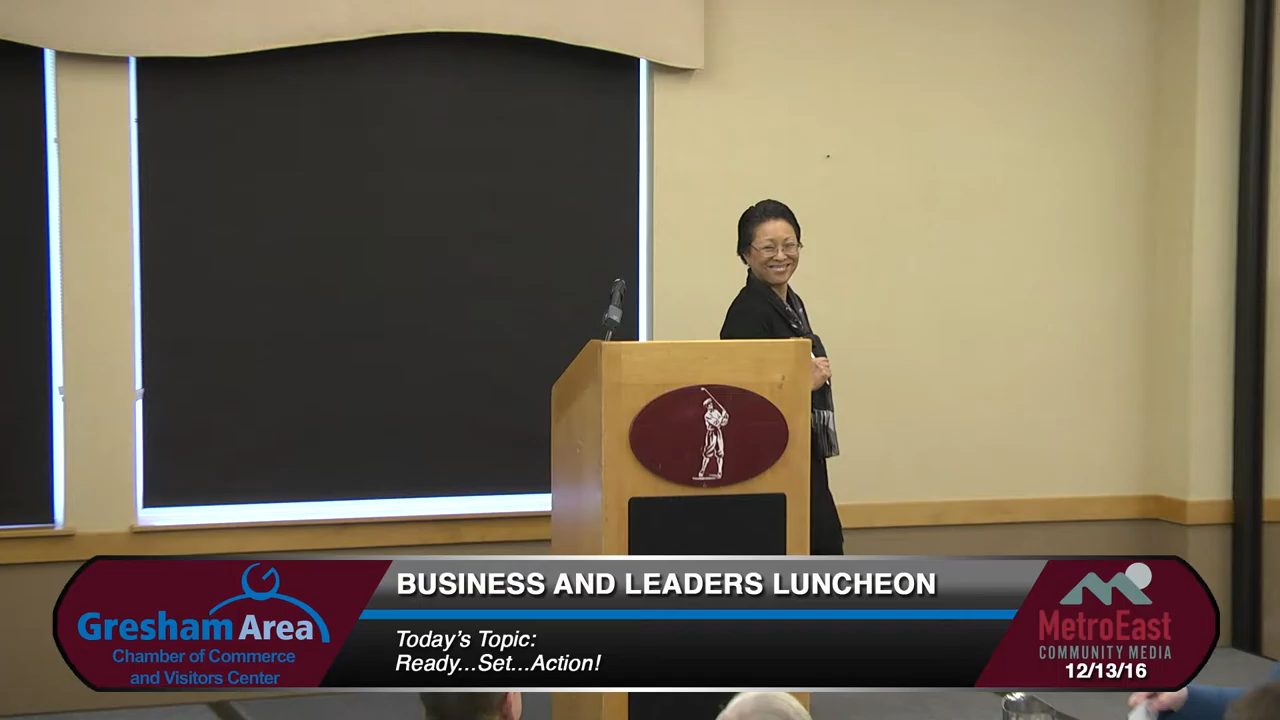 BUSINESS AND LEADERS LUNCHEON
Gresham Area
Chamber of Commerce
and Visitors Center
Today's Topic:
Ready...Set...Action!
MetroEast
COMMUNITY MEDIA
12/13/16